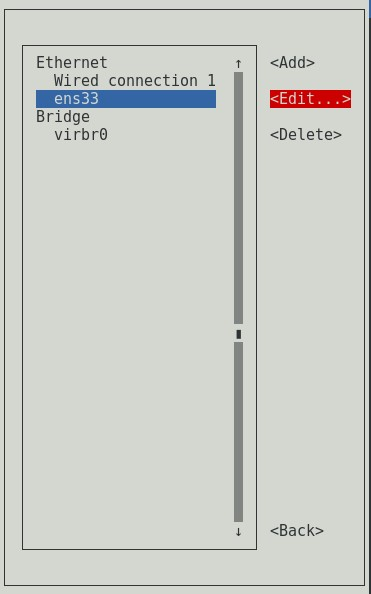 Ethernet ↑ <Add>
Wired connection 1
ens33 <Edit...>
Bridge
virbr0 <Delete>
↓ <Back>